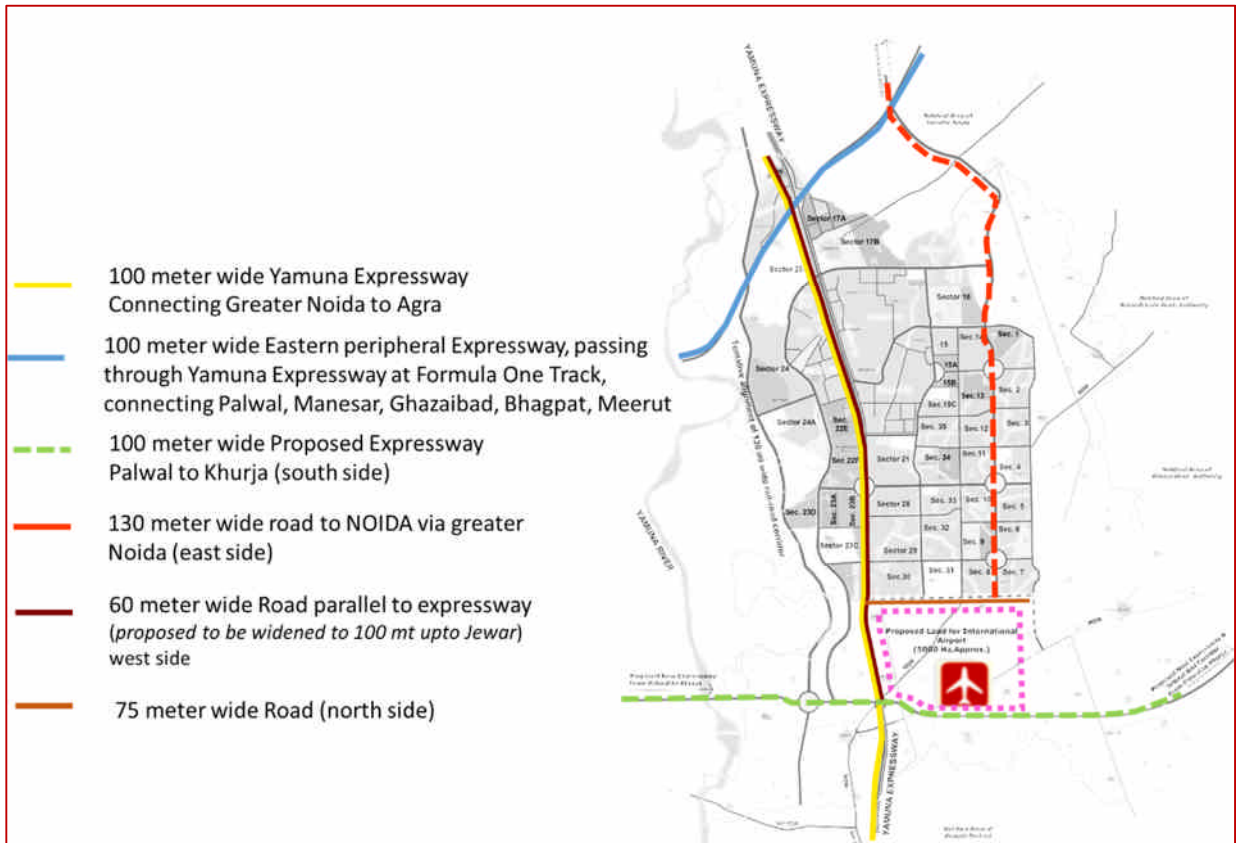 100 meter wide Yamuna Expressway
Connecting Greater Noida to Agra
100 meter wide Eastern peripheral Expressway, passing
through Yamuna Expressway at Formula One Track,
connecting Palwal, Manesar, Ghazaibad, Bhagpat, Meerut
100 meter wide Proposed Expressway
Palwal to Khurja (south side)
130 meter wide road to NOIDA via greater
Noida (east side)
60 meter wide Road parallel to expressway
(proposed to be widened to 100 mt upto Jewar)
west side
75 meter wide Road (north side)
YAMUNA EXPRESSWAY
Sector 17A
Sector 17B
Sector 18
Sec. 1
15
15A
15B
Sec. 2
Sec. 13
Sector 24
Sec. 3
Sector 24A
Sec. 22E
Sec. 35
Sec. 12
Sec. 22F
Sector 21
Sec. 34
Sec. 11
Sec. 4
Sec. 23A
Sec. 23B
Sector 28
Sec. 33
Sec. 5
Sec. 23D
Sec. 32
Sector 29
Sec. 9
Sec. 30
Sec. 31
Sec. 7
YAMUNA RIVER
Proposed Land for International
Airport
YAMUNA EXPRESSWAY